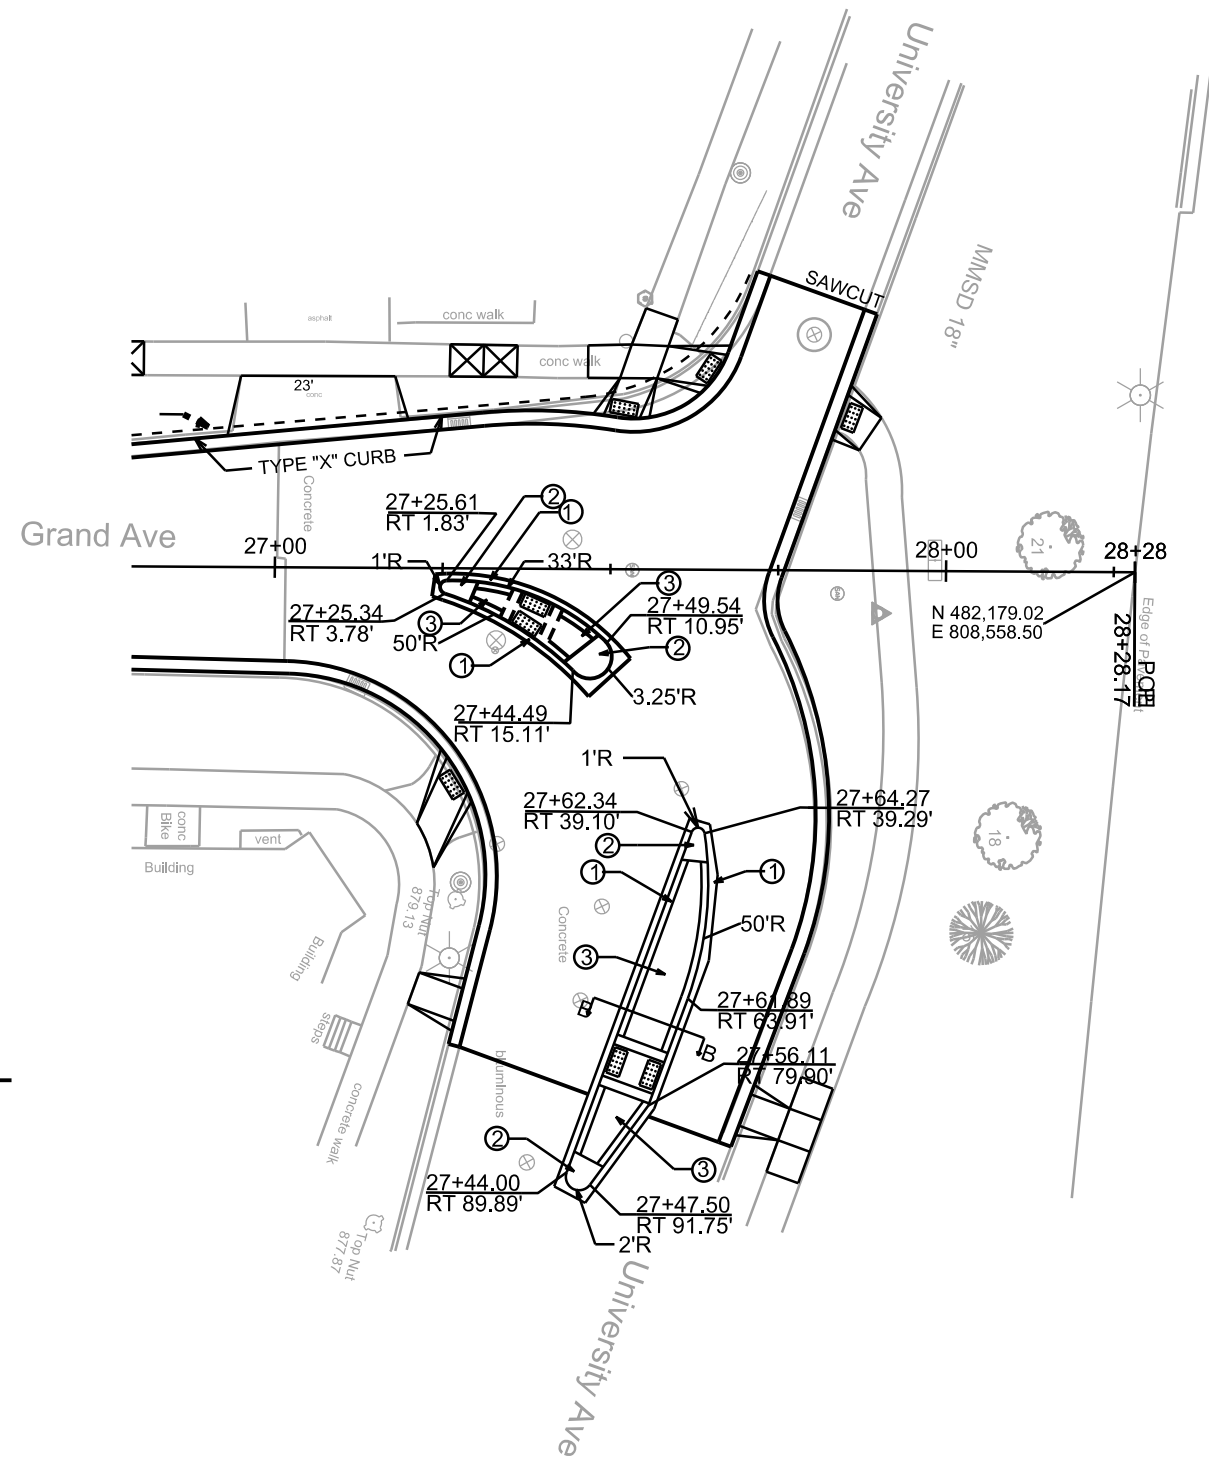 University Ave
SAWCUT
MMSD 18"
asphalt
conc walk
conc walk
23'
conc
TYPE "X" CURB
Concrete
Grand Ave
27+00
27+25.61
RT 1.83'
2
1
1'R
33'R
3
28+00
28+28
21
N 482,179.02
E 808,558.50
POE
28+28.17
27+25.34
RT 3.78'
3
50'R
1
27+49.54
RT 10.95'
2
3.25'R
27+44.49
RT 15.11'
1'R
27+62.34
RT 39.10'
27+64.27
RT 39.29'
2
1
1
50'R
3
conc
Bike
vent
Building
Building
Top Nut
879.13
Concrete
18
steps
concrete walk
bituminous
B
B
27+61.89
RT 63.91'
27+56.11
RT 79.90'
2
3
27+44.00
RT 89.89'
27+47.50
RT 91.75'
2'R
Top Nut
877.87
University Ave